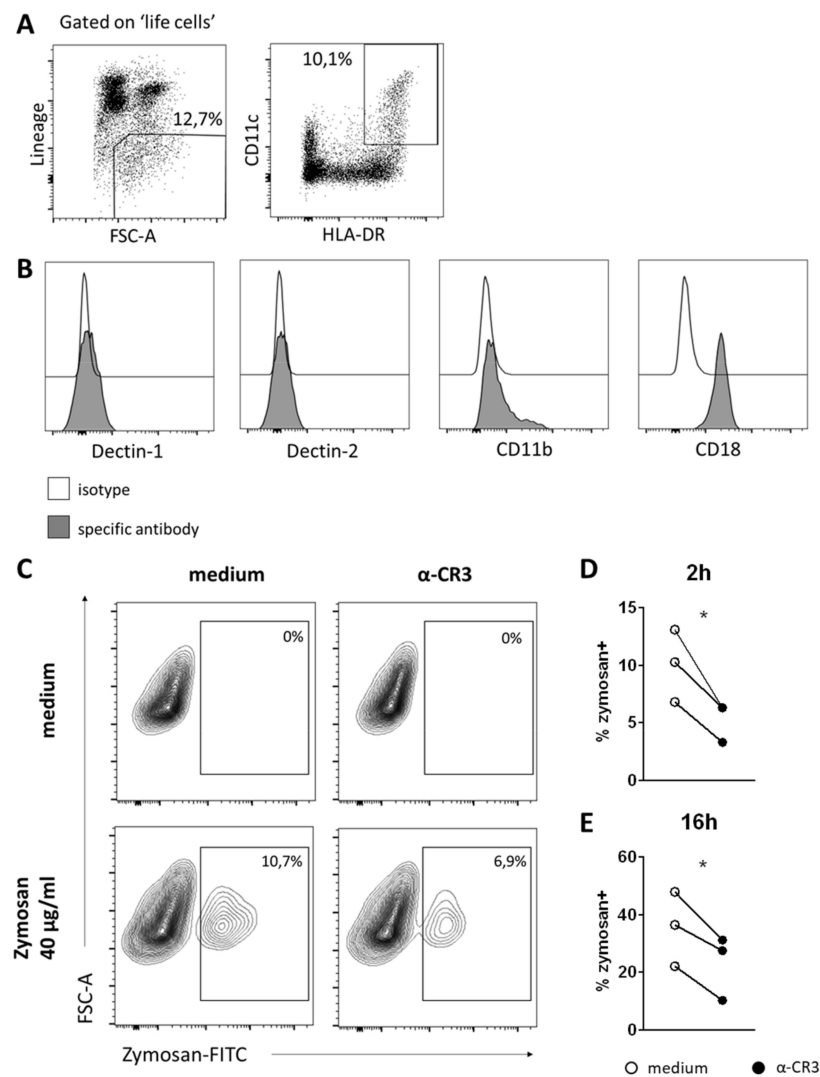 A Gated on ‘life cells’
12,7%
Lineage
FSC-A
10,1%
CD11c
HLA-DR
B
Dectin-1
Dectin-2
CD11b
CD18
isotype
specific antibody
C
medium
α-CR3
medium
0%
0%
Zymosan
40 µg/ml
10,7%
6,9%
FSC-A
Zymosan-FITC
D
2h
15
10
5
0
% zymosan+
*
E
16h
60
40
20
0
% zymosan+
*
medium
α-CR3